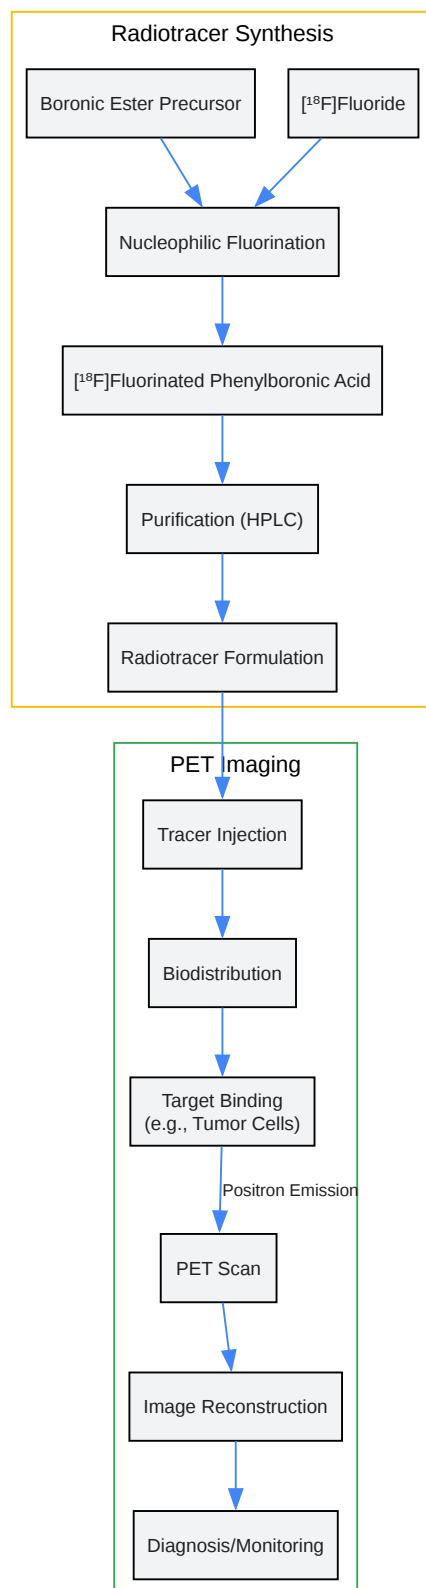 Radiotracer Synthesis
Boronic Ester Precursor
[¹⁸F]Fluoride
Nucleophilic Fluorination
[¹⁸F]Fluorinated Phenylboronic Acid
Purification (HPLC)
Radiotracer Formulation
PET Imaging
Tracer Injection
Biodistribution
Target Binding
(e.g., Tumor Cells)
Positron Emission
PET Scan
Image Reconstruction
Diagnosis/Monitoring